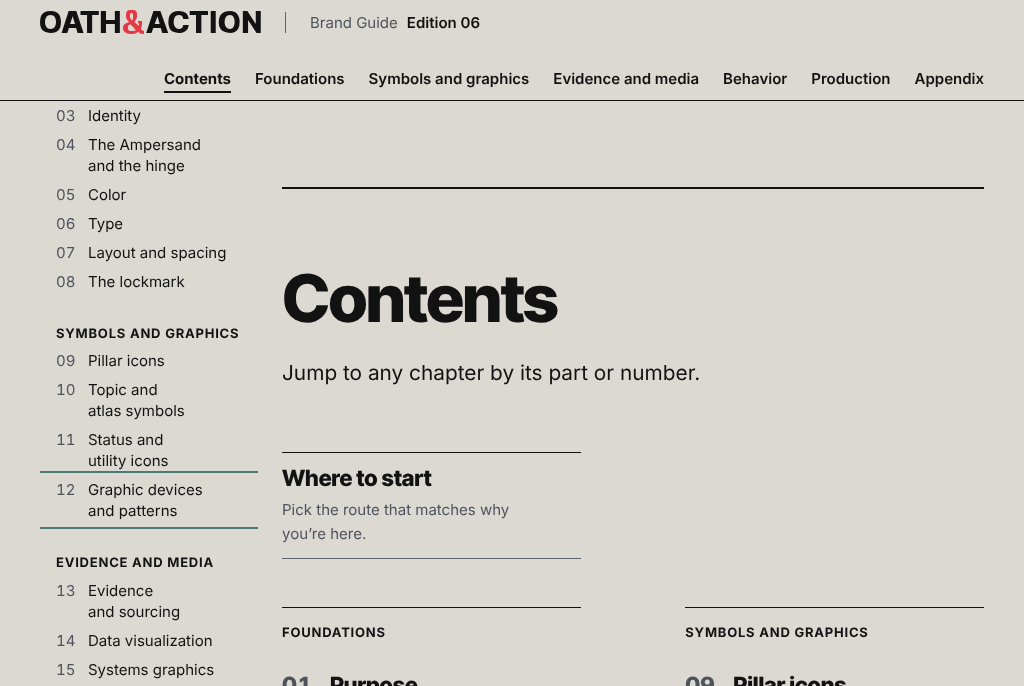 OATH&ACTION
Brand Guide Edition 06
Contents Foundations Symbols and graphics Evidence and media Behavior Production Appendix
03 Identity
04 The Ampersand
and the hinge
05 Color
06 Type
07 Layout and spacing
08 The lockmark
SYMBOLS AND GRAPHICS
09 Pillar icons
10 Topic and
atlas symbols
11 Status and
utility icons
12 Graphic devices
and patterns
EVIDENCE AND MEDIA
13 Evidence
and sourcing
14 Data visualization
15 Systems graphics
Contents
Jump to any chapter by its part or number.
Where to start
Pick the route that matches why
you’re here.
FOUNDATIONS
01 Purpose
SYMBOLS AND GRAPHICS
09 Pillar icons